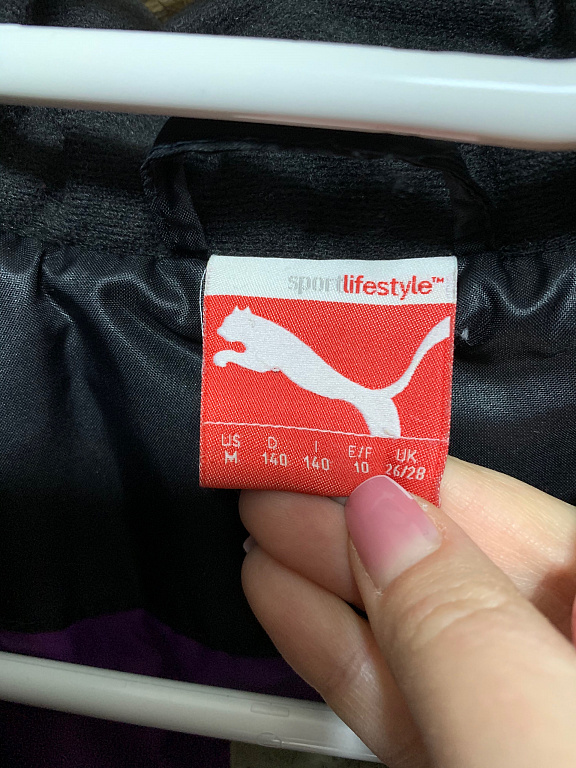 sportlifestyle™
US D I E/F UK
M 140 140 10 26/28